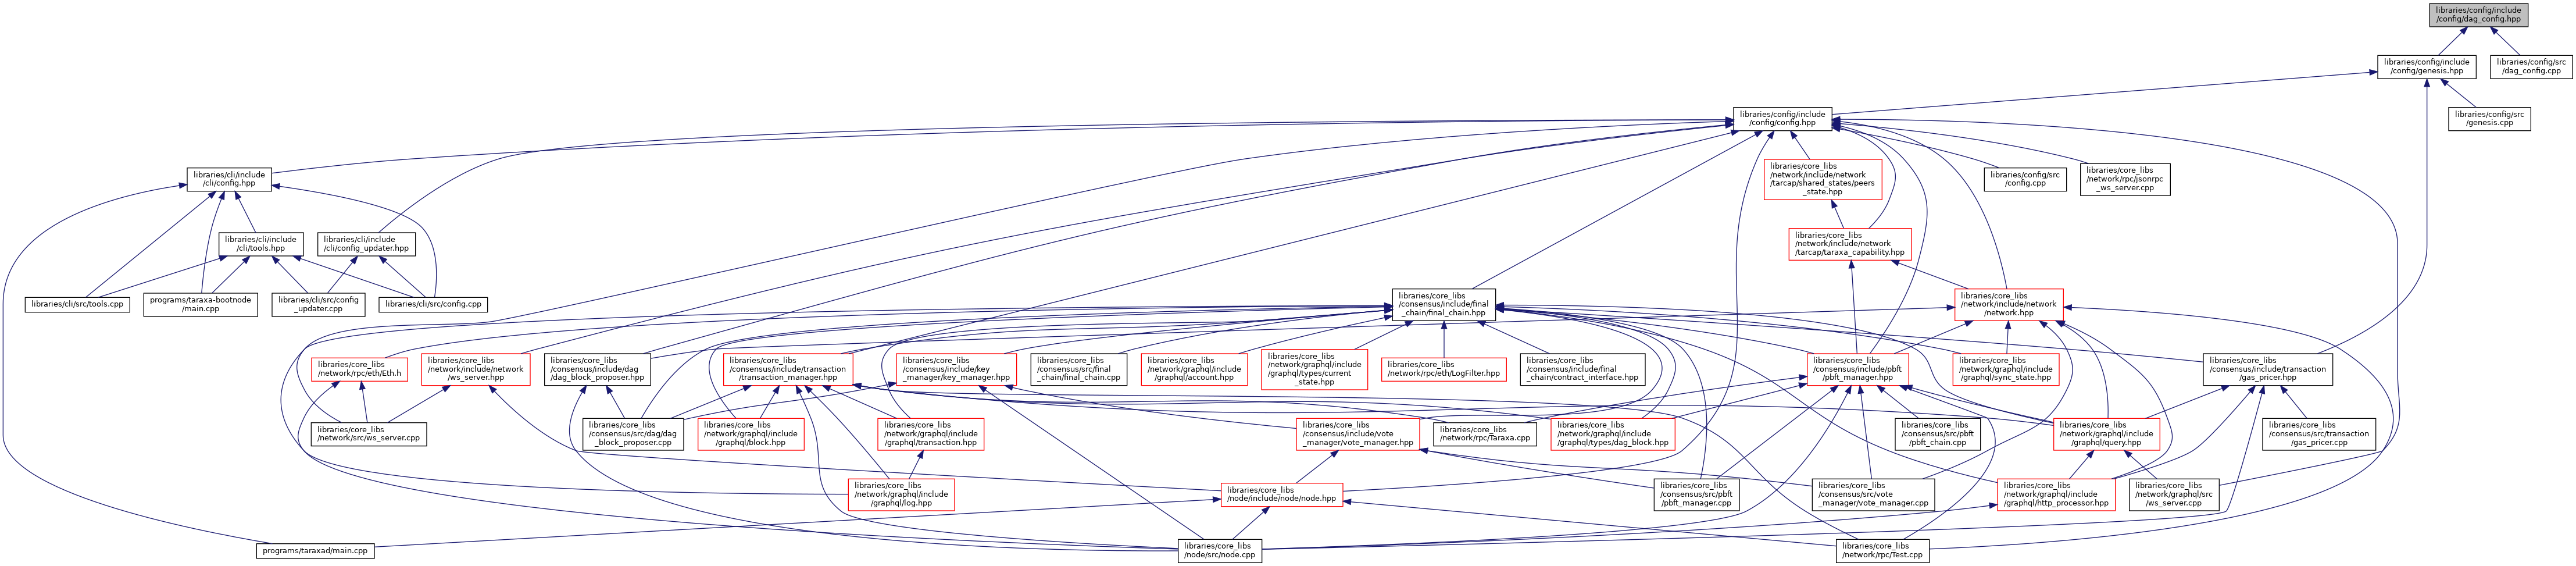 libraries/config/include
/config/dag_config.hpp
libraries/config/include
/config/genesis.hpp
libraries/config/src
/dag_config.cpp
libraries/config/include
/config/config.hpp
libraries/config/src
/genesis.cpp
libraries/cli/include
/cli/config.hpp
libraries/core_libs
/network/include/network
/tarcap/shared_states/peers
_state.hpp
libraries/config/src
/config.cpp
libraries/core_libs
/network/rpc/jsonrpc
_ws_server.cpp
libraries/cli/include
/cli/tools.hpp
libraries/cli/include
/cli/config_updater.hpp
libraries/core_libs
/network/include/network
/tarcap/taraxa_capability.hpp
libraries/cli/src/tools.cpp
programs/taraxa-bootnode
/main.cpp
libraries/cli/src/config
_updater.cpp
libraries/cli/src/config.cpp
libraries/core_libs
/consensus/include/final
_chain/final_chain.hpp
libraries/core_libs
/network/include/network
/network.hpp
libraries/core_libs
/network/rpc/eth/Eth.h
libraries/core_libs
/network/include/network
/ws_server.hpp
libraries/core_libs
/consensus/include/dag
/dag_block_proposer.hpp
libraries/core_libs
/consensus/include/transaction
/transaction_manager.hpp
libraries/core_libs
/consensus/include/key
_manager/key_manager.hpp
libraries/core_libs
/consensus/src/final
_chain/final_chain.cpp
libraries/core_libs
/network/graphql/include
/graphql/account.hpp
libraries/core_libs
/network/graphql/include
/graphql/types/current
_state.hpp
libraries/core_libs
/network/rpc/eth/LogFilter.hpp
libraries/core_libs
/consensus/include/final
_chain/contract_interface.hpp
libraries/core_libs
/consensus/include/pbft
/pbft_manager.hpp
libraries/core_libs
/network/graphql/include
/graphql/sync_state.hpp
libraries/core_libs
/consensus/include/transaction
/gas_pricer.hpp
libraries/core_libs
/network/src/ws_server.cpp
libraries/core_libs
/consensus/src/dag/dag
_block_proposer.cpp
libraries/core_libs
/network/graphql/include
/graphql/block.hpp
libraries/core_libs
/network/graphql/include
/graphql/transaction.hpp
libraries/core_libs
/consensus/include/vote
_manager/vote_manager.hpp
libraries/core_libs
/network/rpc/Taraxa.cpp
libraries/core_libs
/network/graphql/include
/graphql/types/dag_block.hpp
libraries/core_libs
/consensus/src/pbft
/pbft_chain.cpp
libraries/core_libs
/network/graphql/include
/graphql/query.hpp
libraries/core_libs
/consensus/src/transaction
/gas_pricer.cpp
libraries/core_libs
/network/graphql/include
/graphql/log.hpp
libraries/core_libs
/node/include/node/node.hpp
libraries/core_libs
/consensus/src/pbft
/pbft_manager.cpp
libraries/core_libs
/consensus/src/vote
_manager/vote_manager.cpp
libraries/core_libs
/network/graphql/include
/graphql/http_processor.hpp
libraries/core_libs
/network/graphql/src
/ws_server.cpp
programs/taraxad/main.cpp
libraries/core_libs
/node/src/node.cpp
libraries/core_libs
/network/rpc/Test.cpp